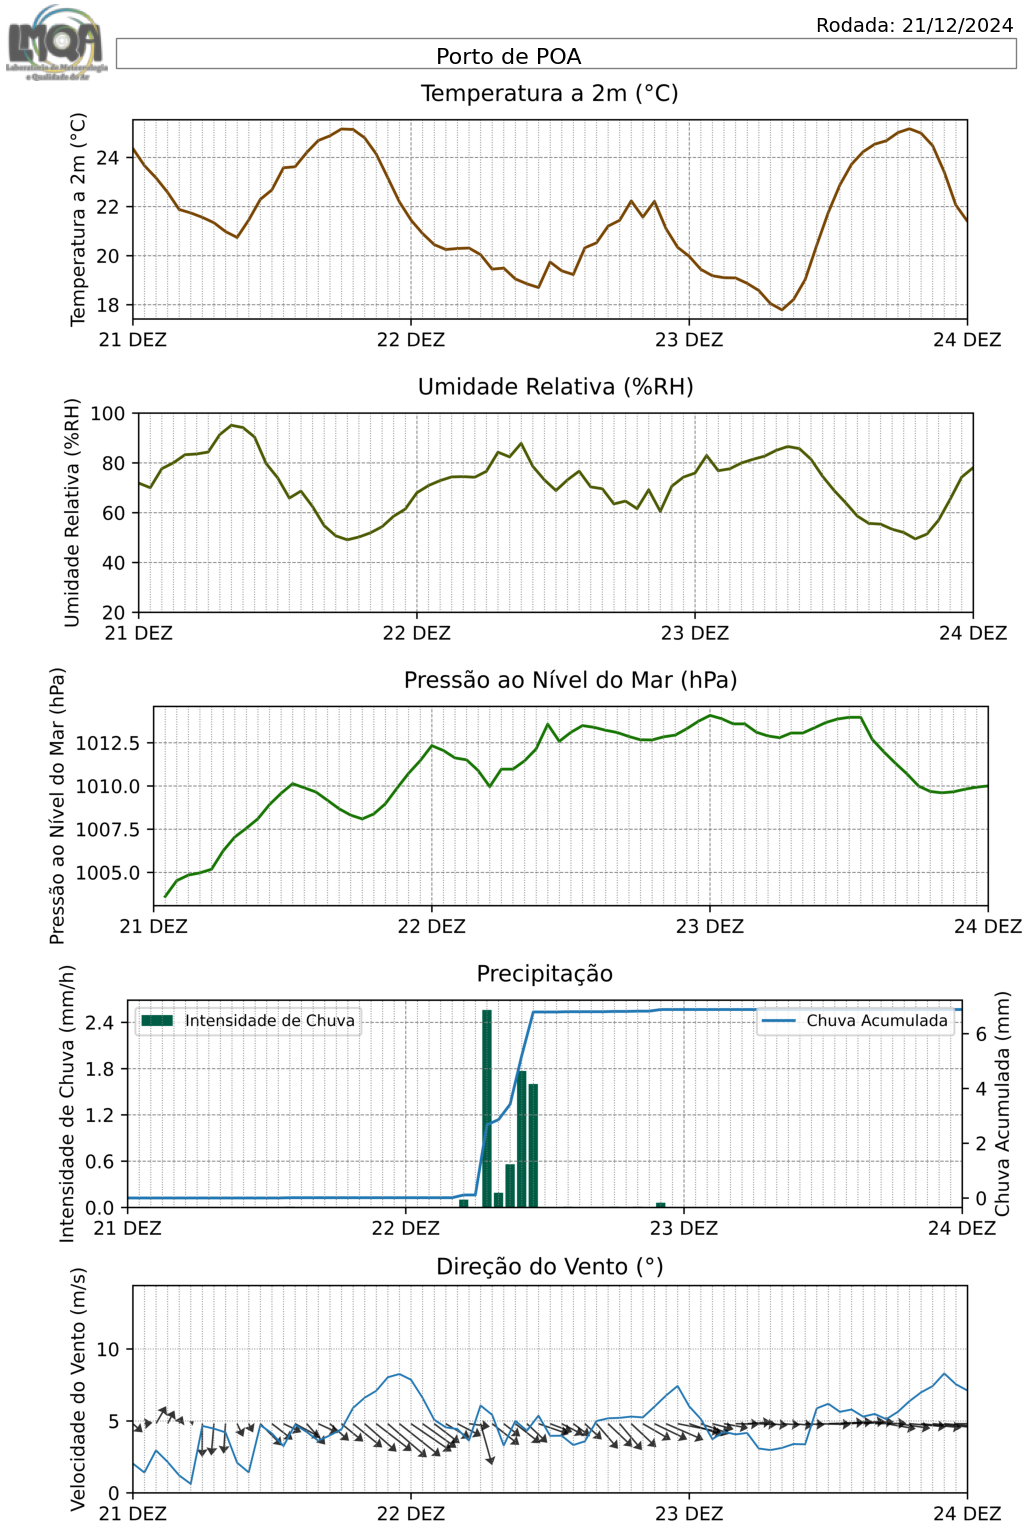 LMQA
Laboratório de Meteorologia
e Qualidade do Ar
Rodada: 21/12/2024
Porto de POA
Temperatura a 2m (°C)
Temperatura a 2m (°C)
24
22
20
18
21 DEZ 22 DEZ 23 DEZ 24 DEZ
Umidade Relativa (%RH)
Umidade Relativa (%RH)
100
80
60
40
20
21 DEZ 22 DEZ 23 DEZ 24 DEZ
Pressão ao Nível do Mar (hPa)
Pressão ao Nível do Mar (hPa)
1012.5
1010.0
1007.5
1005.0
21 DEZ 22 DEZ 23 DEZ 24 DEZ
Precipitação
Intensidade de Chuva (mm/h)
2.4
1.8
1.2
0.6
0.0
Intensidade de Chuva
Chuva Acumulada
6
4
2
0
Chuva Acumulada (mm)
21 DEZ 22 DEZ 23 DEZ 24 DEZ
Direção do Vento (°)
Velocidade do Vento (m/s)
10
5
0
21 DEZ 22 DEZ 23 DEZ 24 DEZ